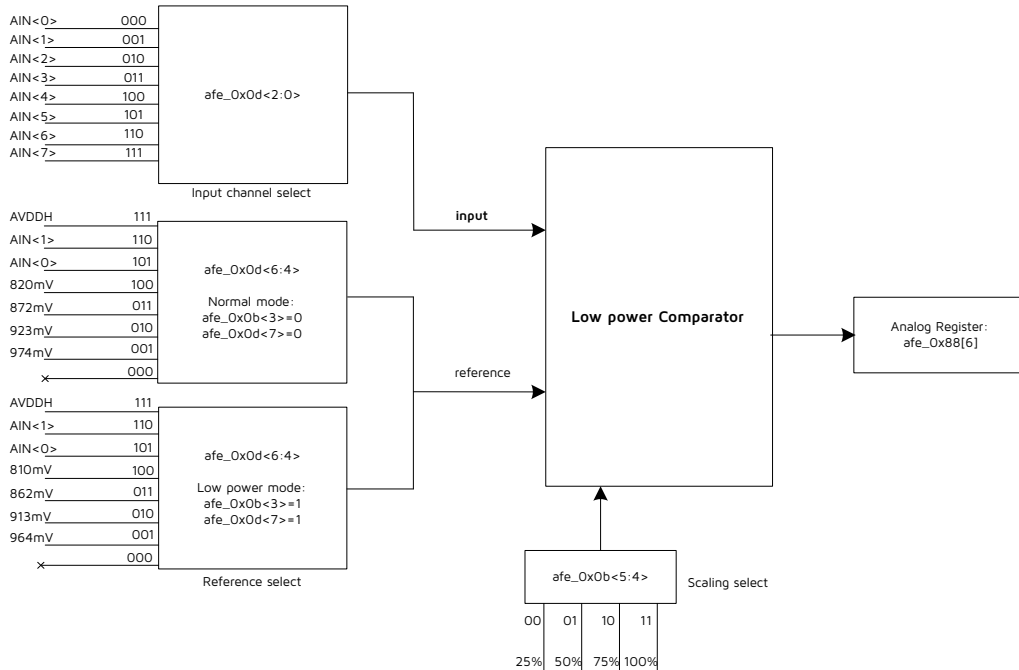 AIN<0> 000
AIN<1> 001
AIN<2> 010
AIN<3> 011
AIN<4> 100
AIN<5> 101
AIN<6> 110
AIN<7> 111
afe_0x0d<2:0>
Input channel select
AVDDH 111
AIN<1> 110
AIN<0> 101
820mV 100
872mV 011
923mV 010
974mV 001
000
afe_0x0d<6:4>
Normal mode:
afe_0x0b<3>=0
afe_0x0d<7>=0
AVDDH 111
AIN<1> 110
AIN<0> 101
810mV 100
862mV 011
913mV 010
964mV 001
000
afe_0x0d<6:4>
Low power mode:
afe_0x0b<3>=1
afe_0x0d<7>=1
Reference select
input
reference
Low power Comparator
Analog Register:
afe_0x88[6]
afe_0x0b<5:4>
Scaling select
00 01 10 11
25% 50% 75% 100%